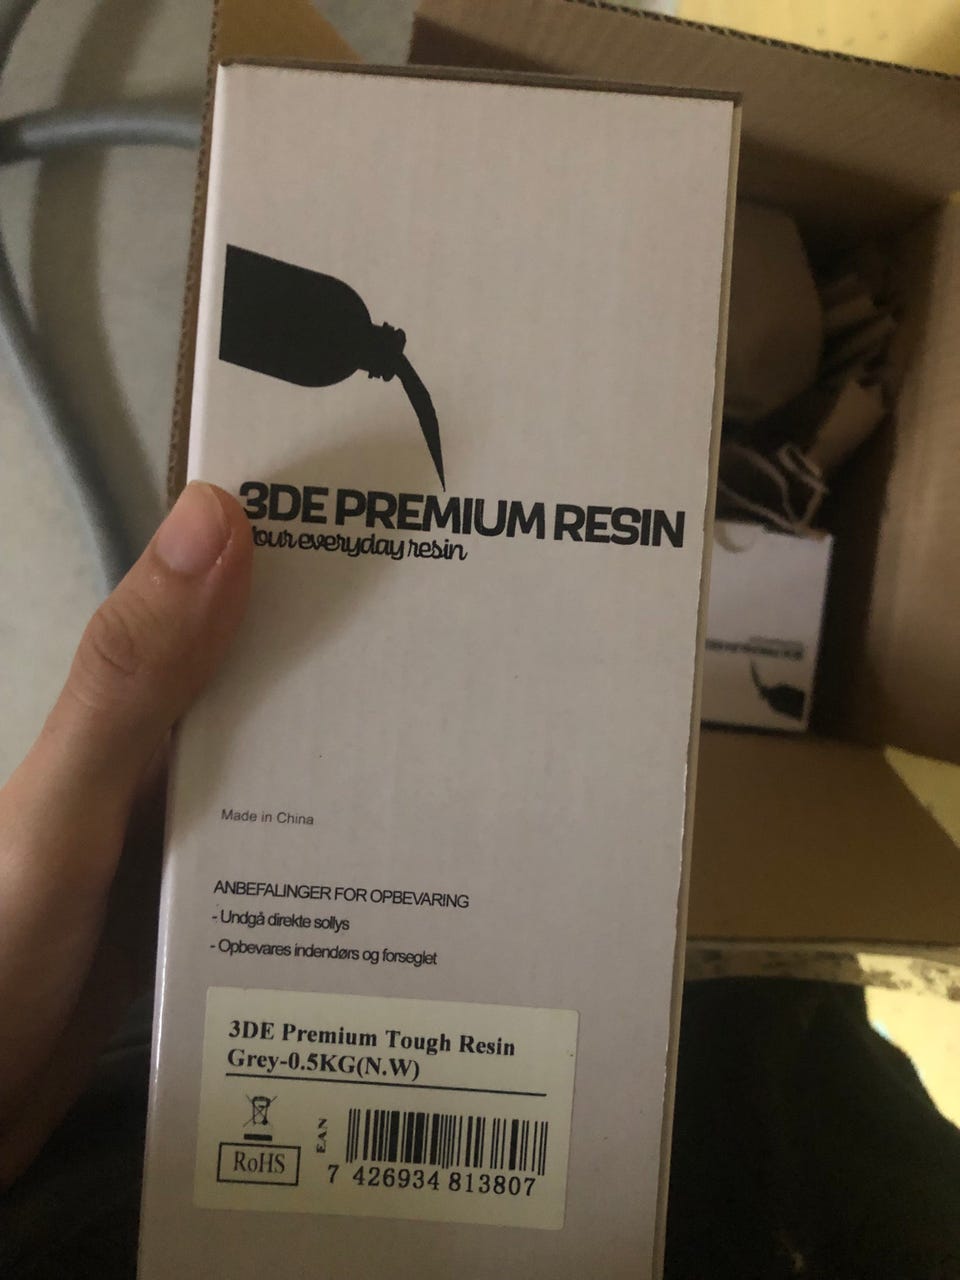 3DE PREMIUM RESIN
Your everyday resin
Made in China
ANBEFALINGER FOR OPBEVARING
- Undgå direkte sollys
- Opbevares indendørs og forseglet
3DE Premium Tough Resin
Grey-0.5KG(N.W)
RoHS
EAN
7 426934 813807